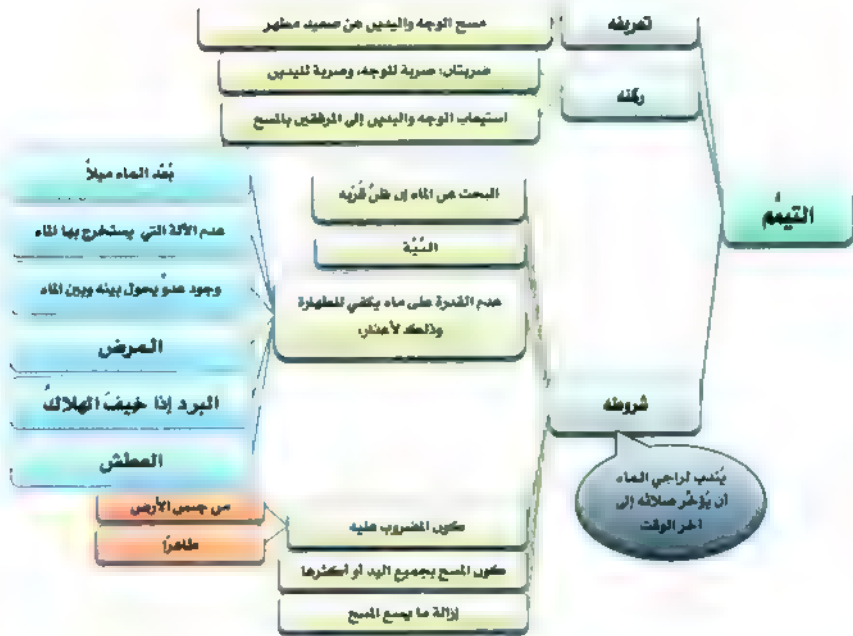 التيمُّم
تعريفه
مسح الوجه واليدين عن صعيد مطهر
ركنه
ضربتان: ضربة للوجه، وضربة لليدين
استيعاب الوجه واليدين إلى المرفقين بالمسح
شروطه
يُندب لراجي الماء
أن يُؤخِّر صلاته إلى
آخر الوقت
البحث عن الماء إن ظنَّ قُرْبه
النيَّة
عدم القدرة على ماء يكفي للطهارة
وذلك لأعذار:
بُعْد الماء ميلاً
عدم الآلة التي يستخرج بها الماء
وجود عدوّ يحول بينه وبين الماء
المرض
البرد إذا خيفَ الهلاكُ
العطش
كون المضروب عليه
من جنس الأرض
طاهراً
كون المسح بجميع اليد أو أكثرها
إزالة ما يمنع المسح